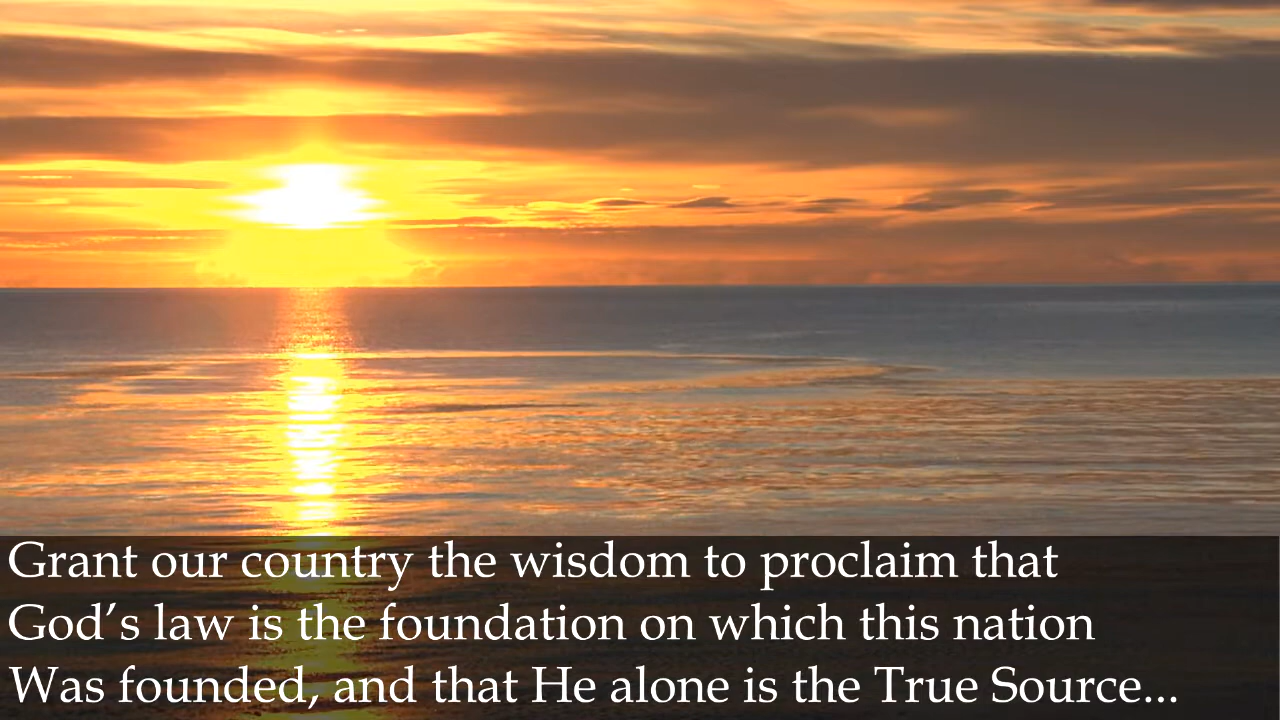 Grant our country the wisdom to proclaim that
God’s law is the foundation on which this nation
Was founded, and that He alone is the True Source...